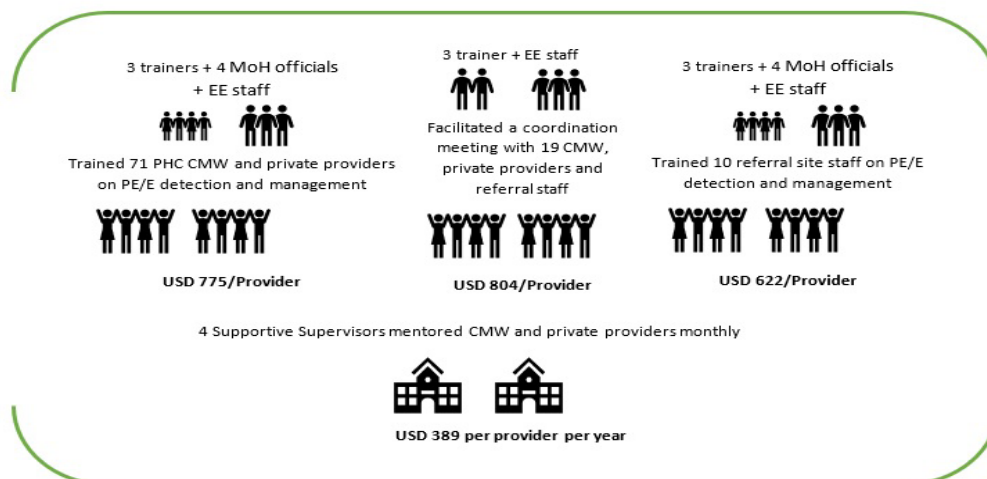 3 trainers + 4 MoH officials
+ EE staff
Trained 71 PHC CMW and private providers
on PE/E detection and management
USD 775/Provider
3 trainer + EE staff
Facilitated a coordination
meeting with 19 CMW,
private providers and
referral staff
USD 804/Provider
3 trainers + 4 MoH officials
+ EE staff
Trained 10 referral site staff on PE/E
detection and management
USD 622/Provider
4 Supportive Supervisors mentored CMW and private providers monthly
USD 389 per provider per year